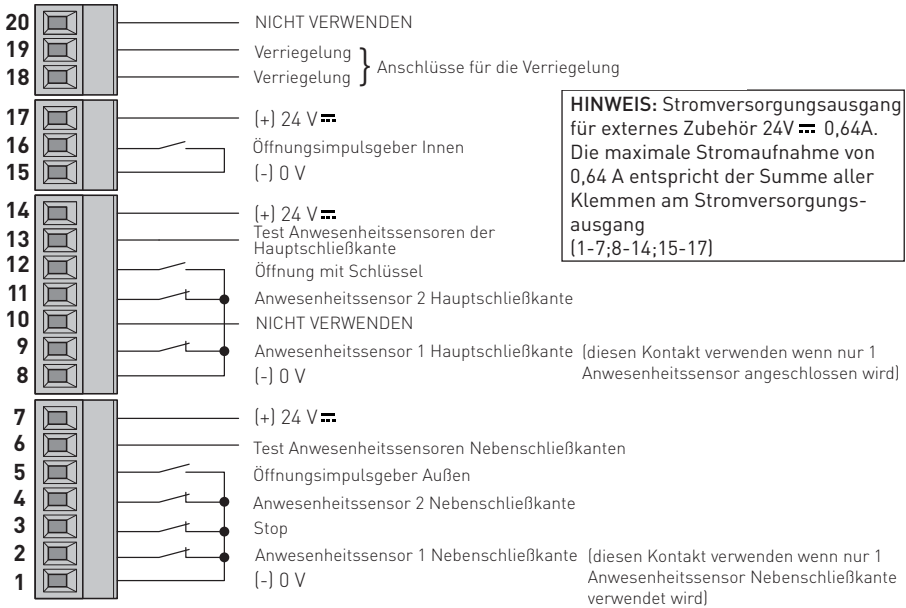 20 NICHT VERWENDEN
19 Verriegelung
18 Verriegelung } Anschlüsse für die Verriegelung
17 (+) 24 V ⎓
16 Öffnungsimpulsgeber Innen
15 (-) 0 V
HINWEIS: Stromversorgungsausgang
für externes Zubehör 24V ⎓ 0,64A.
Die maximale Stromaufnahme von
0,64 A entspricht der Summe aller
Klemmen am Stromversorgungs-
ausgang
(1-7;8-14;15-17)
14 (+) 24 V ⎓
13 Test Anwesenheitssensoren der
Hauptschließkante
12 Öffnung mit Schlüssel
11 Anwesenheitssensor 2 Hauptschließkante
10 NICHT VERWENDEN
9 Anwesenheitssensor 1 Hauptschließkante (diesen Kontakt verwenden wenn nur 1
Anwesenheitssensor angeschlossen wird)
8 (-) 0 V
7 (+) 24 V ⎓
6 Test Anwesenheitssensoren Nebenschließkanten
5 Öffnungsimpulsgeber Außen
4 Anwesenheitssensor 2 Nebenschließkante
3 Stop
2 Anwesenheitssensor 1 Nebenschließkante (diesen Kontakt verwenden wenn nur 1
Anwesenheitssensor Nebenschließkante
verwendet wird)
1 (-) 0 V